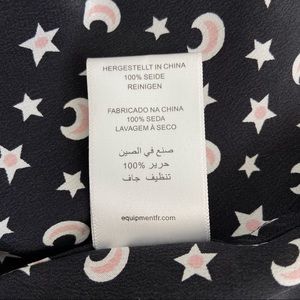 HERGESTELLT IN CHINA
100% SEIDE
REINIGEN
FABRICADO NA CHINA
100% SEDA
LAVAGEM À SECO
صنع في الصين
حرير %100
تنظيف جاف
equipmentfr.com